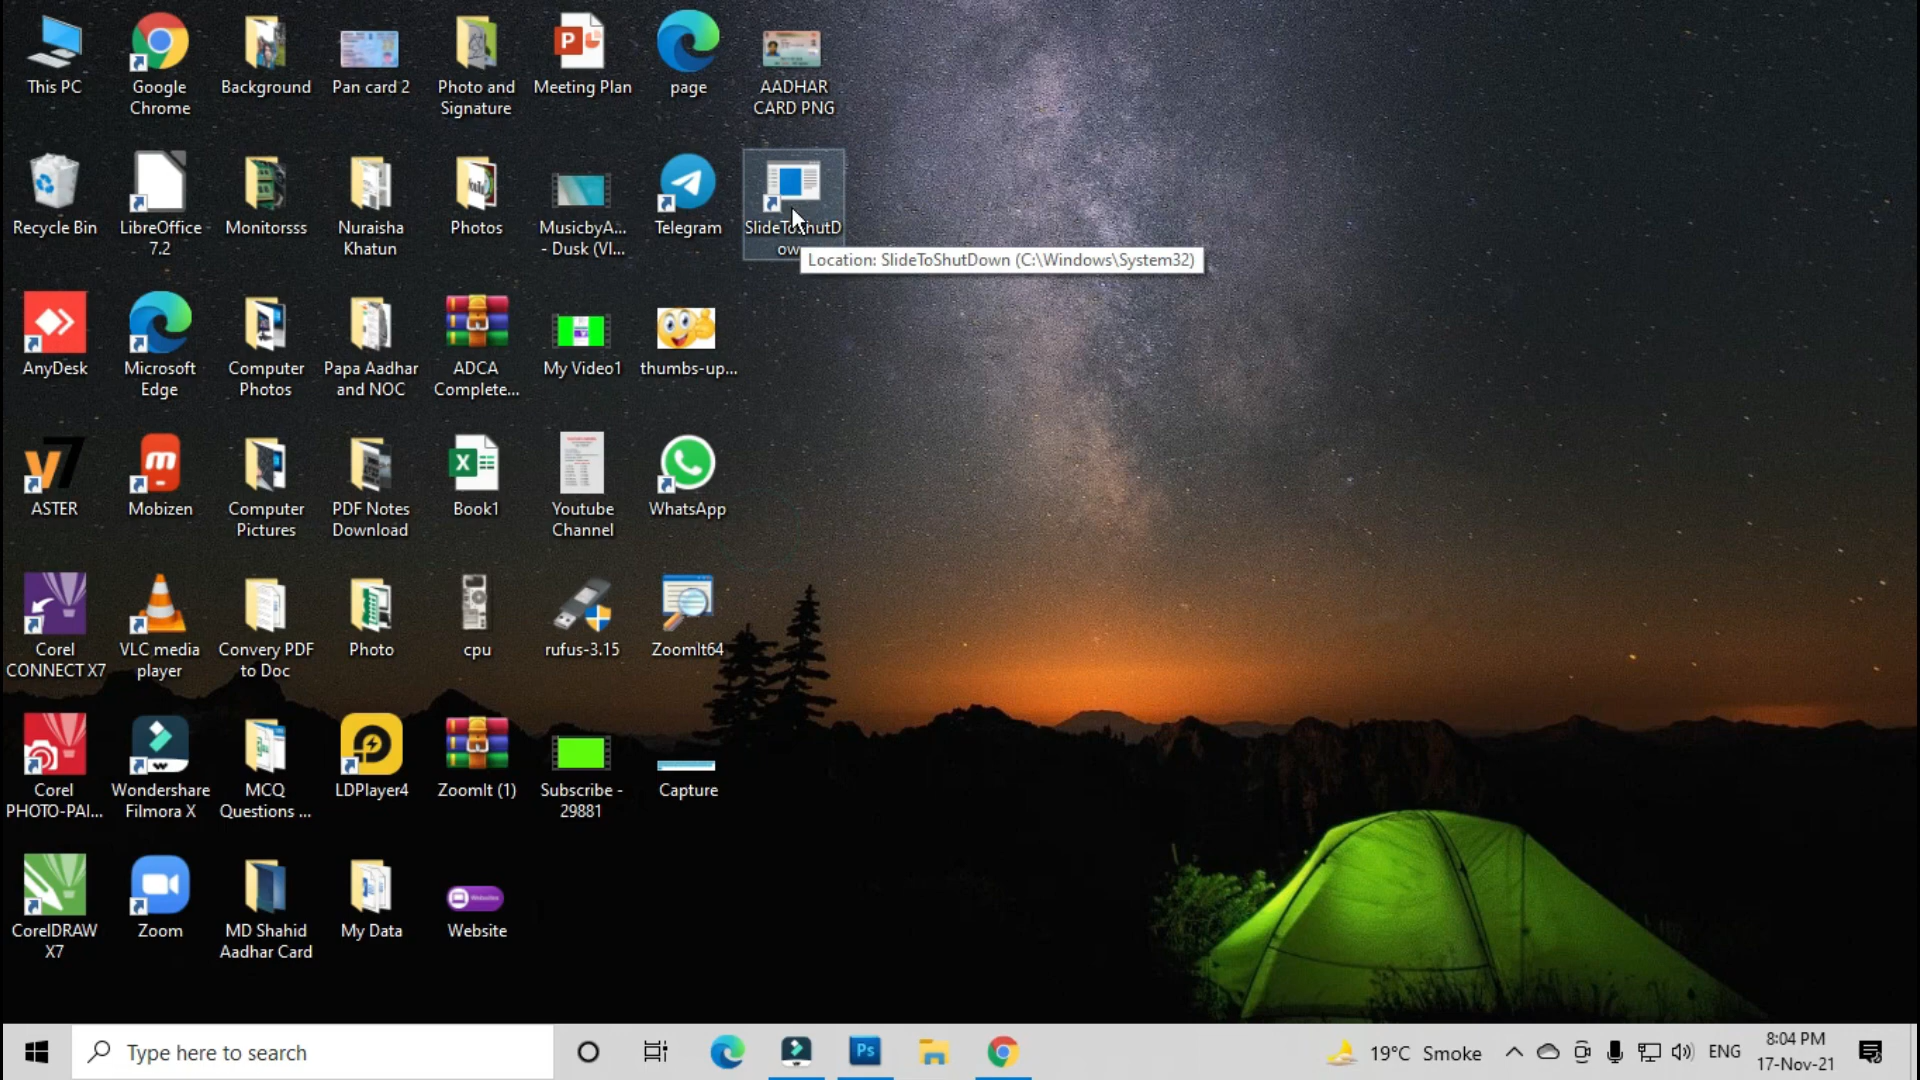 This PC
Google
Chrome
Background
Pan card 2
Photo and
Signature
Meeting Plan
page
AADHAR
CARD PNG
Recycle Bin
LibreOffice
7.2
Monitorsss
Nuraisha
Khatun
Photos
MusicbyA...
- Dusk (VI...
Telegram
SlideToShutD
ow
Location: SlideToShutDown (C:\Windows\System32)
AnyDesk
Microsoft
Edge
Computer
Photos
Papa Aadhar
and NOC
ADCA
Complete...
My Video1
thumbs-up...
ASTER
Mobizen
Computer
Pictures
PDF Notes
Download
Book1
Youtube
Channel
WhatsApp
Corel
CONNECT X7
VLC media
player
Convery PDF
to Doc
Photo
cpu
rufus-3.15
ZoomIt64
Corel
PHOTO-PAI...
Wondershare
Filmora X
MCQ
Questions ...
LDPlayer4
ZoomIt (1)
Subscribe -
29881
Capture
CorelDRAW
X7
Zoom
MD Shahid
Aadhar Card
My Data
Website
Type here to search
Ps
19°C Smoke
ENG
8:04 PM
17-Nov-21